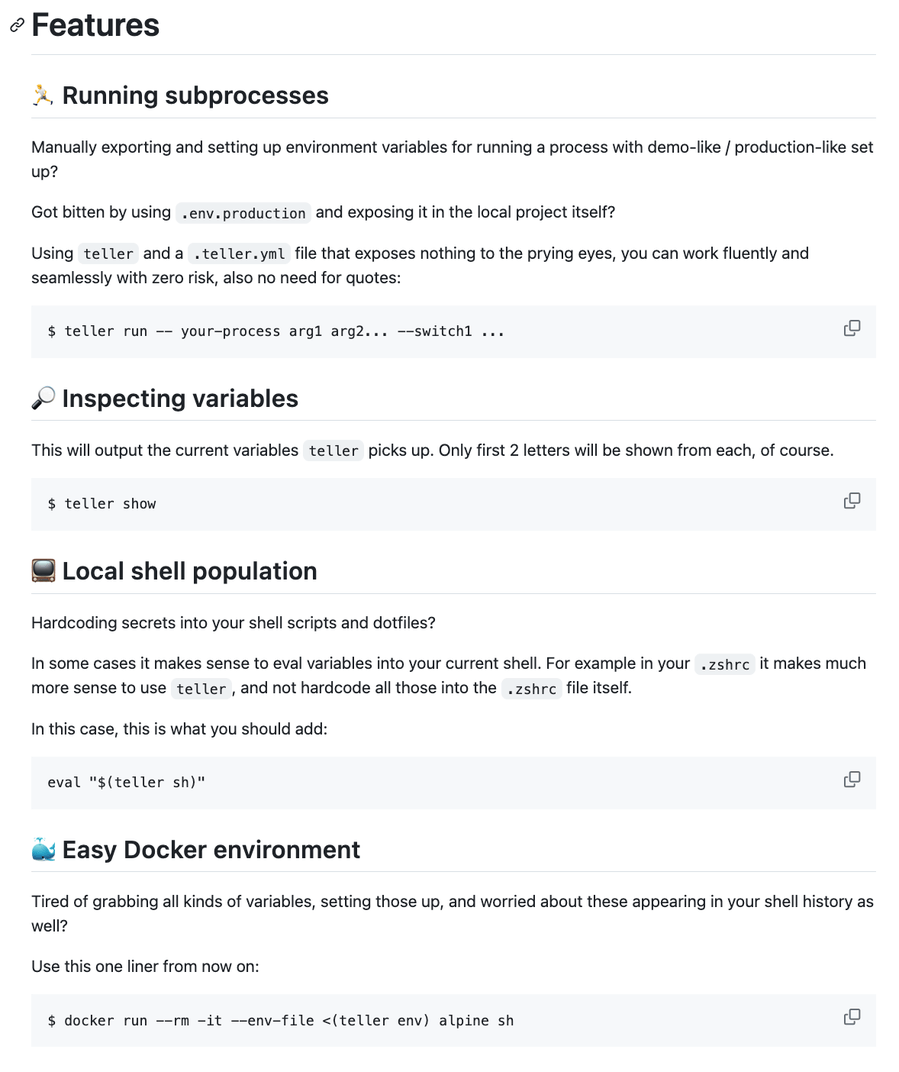 Features
Running subprocesses
Manually exporting and setting up environment variables for running a process with demo-like / production-like set
up?
Got bitten by using .env.production and exposing it in the local project itself?
Using teller and a .teller.yml file that exposes nothing to the prying eyes, you can work fluently and
seamlessly with zero risk, also no need for quotes:
$ teller run -- your-process arg1 arg2... --switch1 ...
Inspecting variables
This will output the current variables teller picks up. Only first 2 letters will be shown from each, of course.
$ teller show
Local shell population
Hardcoding secrets into your shell scripts and dotfiles?
In some cases it makes sense to eval variables into your current shell. For example in your .zshrc it makes much
more sense to use teller, and not hardcode all those into the .zshrc file itself.
In this case, this is what you should add:
eval "$(teller sh)"
Easy Docker environment
Tired of grabbing all kinds of variables, setting those up, and worried about these appearing in your shell history as
well?
Use this one liner from now on:
$ docker run --rm -it --env-file <(teller env) alpine sh